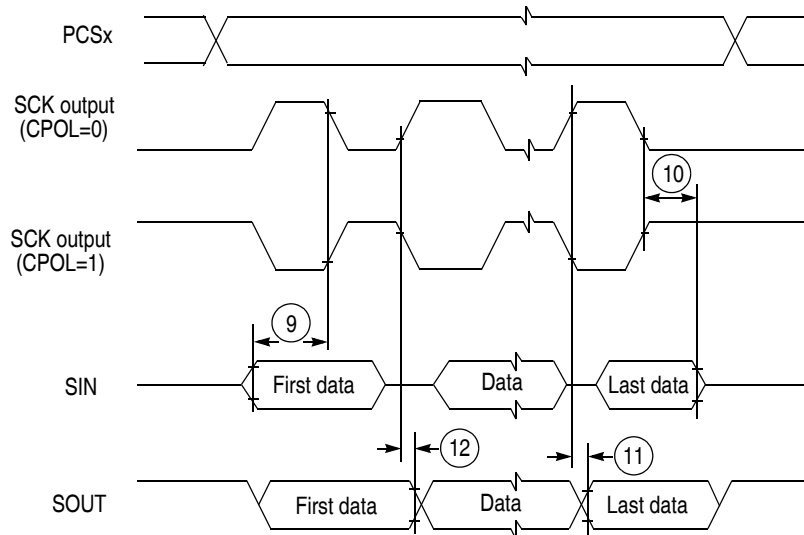 PCSx
SCK output
(CPOL=0)
10
SCK output
(CPOL=1)
9
SIN
First data
Data
Last data
12
11
SOUT
First data
Data
Last data